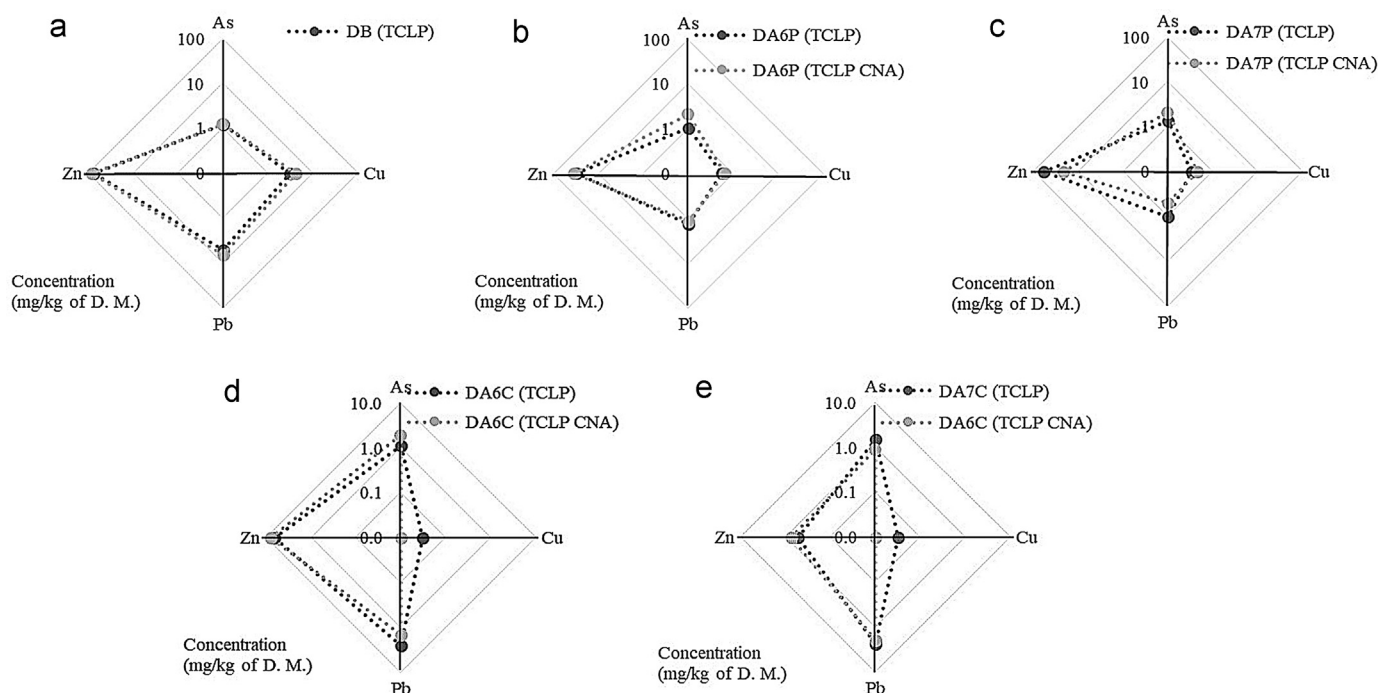 a
As
DB (TCLP)
100
10
1
0
Zn
Cu
Pb
Concentration
(mg/kg of D. M.)
b
As
DA6P (TCLP)
DA6P (TCLP CNA)
100
10
1
0
Zn
Cu
Pb
Concentration
(mg/kg of D. M.)
c
As
DA7P (TCLP)
DA7P (TCLP CNA)
100
10
1
0
Zn
Cu
Pb
Concentration
(mg/kg of D. M.)
d
As
DA6C (TCLP)
DA6C (TCLP CNA)
10.0
1.0
0.1
0.0
Zn
Cu
Pb
Concentration
(mg/kg of D. M.)
e
As
DA7C (TCLP)
DA6C (TCLP CNA)
10.0
1.0
0.1
0.0
Zn
Cu
Pb
Concentration
(mg/kg of D. M.)